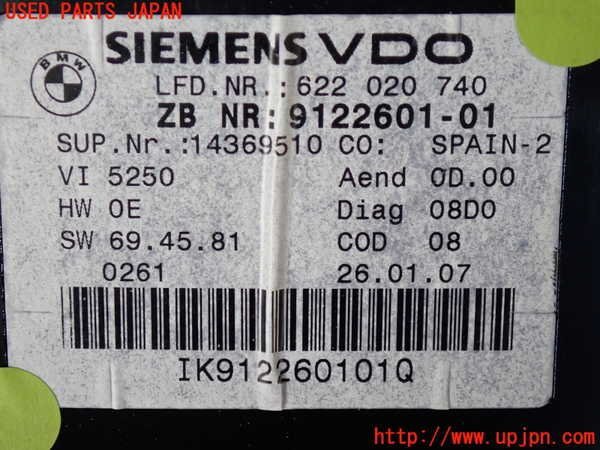 USED PARTS JAPAN
BMW
SIEMENS VDO
LFD.NR.: 622 020 740
ZB NR: 9122601-01
SUP.Nr.:14369510 CO: SPAIN-2
VI 5250 Aend 0D.00
HW 0E Diag 08D0
SW 69.45.81 COD 08
0261 26.01.07
IK9122260101Q
http://www.upjpn.com